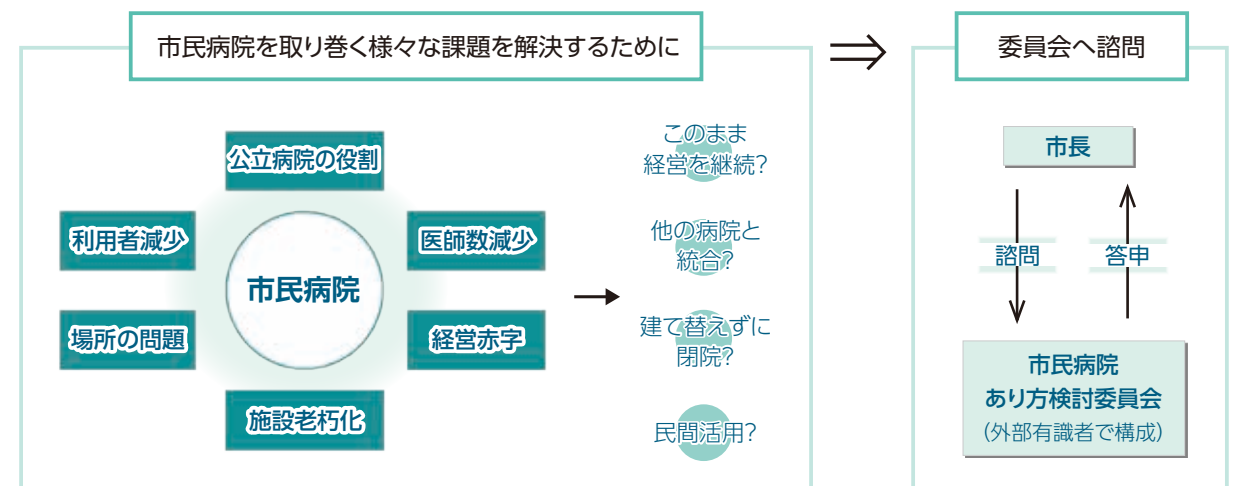 市民病院を取り巻く様々な課題を解決するために
公立病院の役割
利用者減少
医師数減少
市民病院
場所の問題
経営赤字
施設老朽化
このまま
経営を継続?
他の病院と
統合?
建て替えずに
閉院?
民間活用?
委員会へ諮問
市長
諮問
答申
市民病院
あり方検討委員会
(外部有識者で構成)